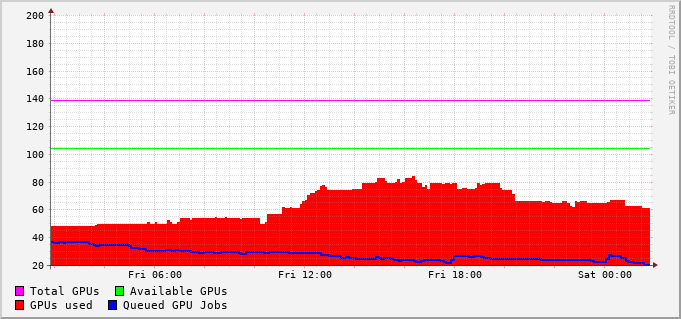 200
180
160
140
120
100
80
60
40
20
Fri 06:00 Fri 12:00 Fri 18:00 Sat 00:00
Total GPUs Available GPUs
GPUs used Queued GPU Jobs
RRDTOOL / TOBI OETIKER